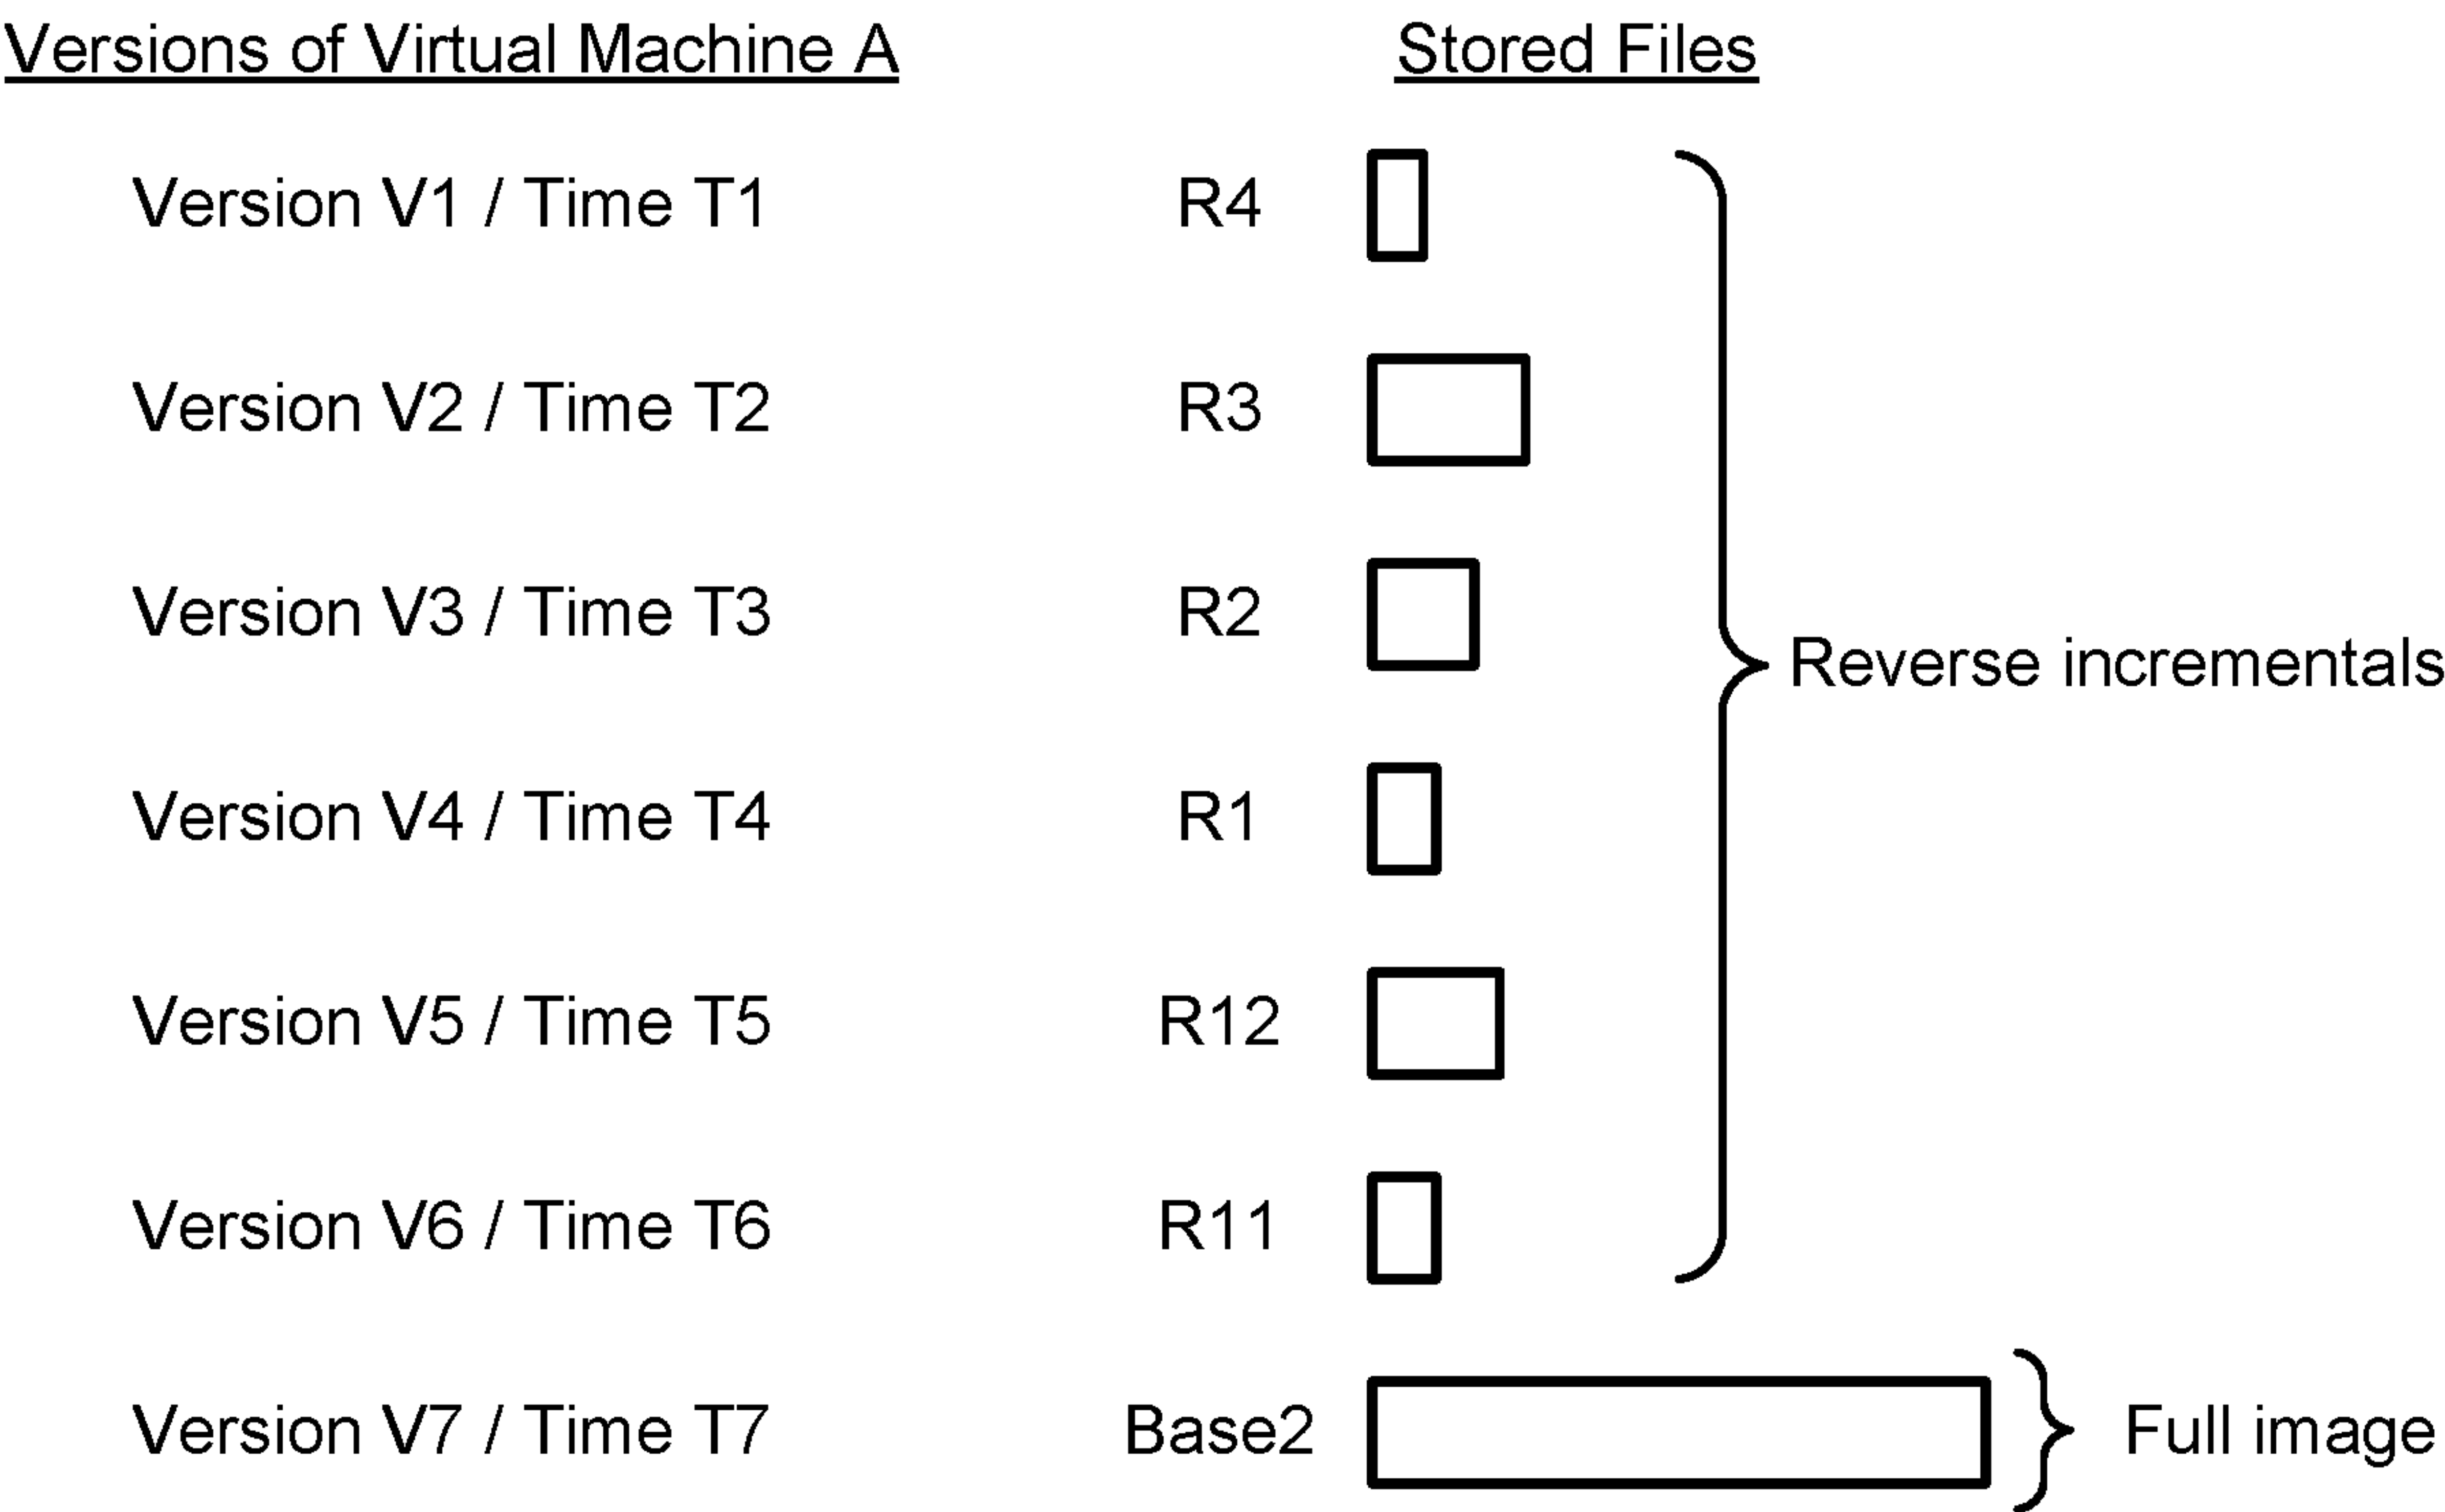 Versions of Virtual Machine A Stored Files
Version V1 / Time T1 R4
Version V2 / Time T2 R3
Version V3 / Time T3 R2
Reverse incrementals
Version V4 / Time T4 R1
Version V5 / Time T5 R12
Version V6 / Time T6 R11
Version V7 / Time T7 Base2 Full image